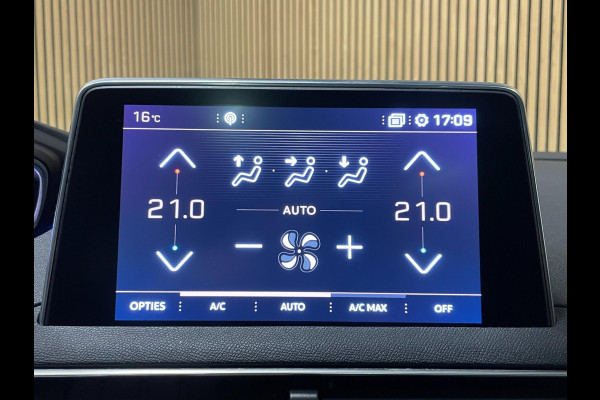 16°C 17:09
21.0 21.0
AUTO
OPTIES A/C AUTO A/C MAX OFF